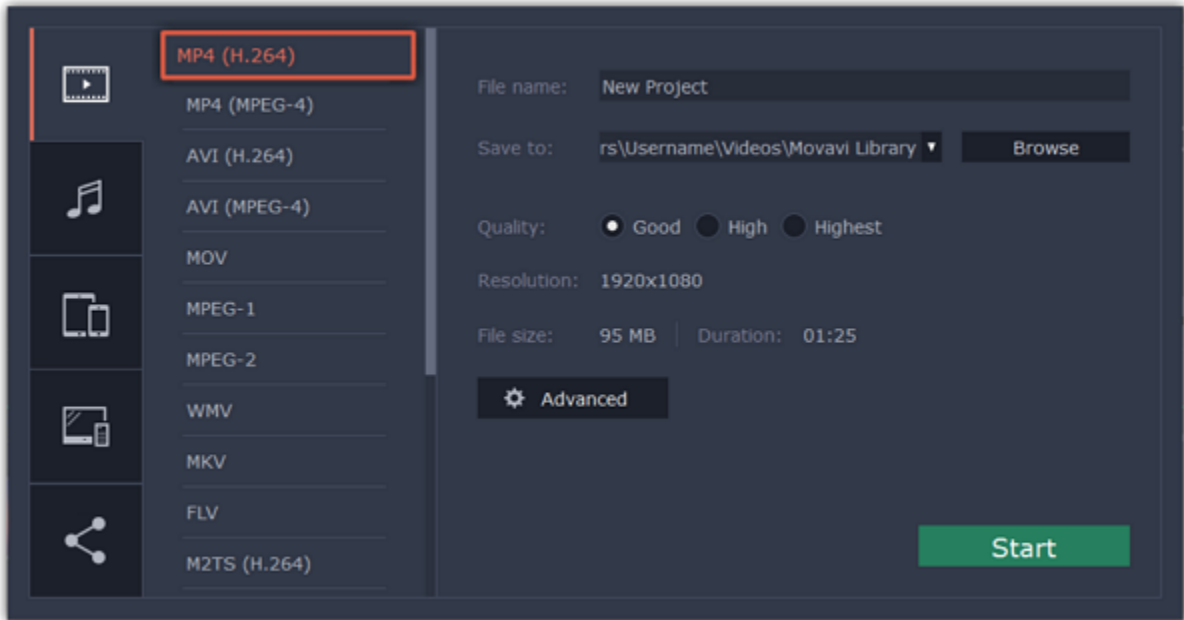 MP4 (H.264)
MP4 (MPEG-4)
AVI (H.264)
AVI (MPEG-4)
MOV
MPEG-1
MPEG-2
WMV
MKV
FLV
M2TS (H.264)
File name: New Project
Save to: rs\Username\Videos\Movavi Library Browse
Quality: Good High Highest
Resolution: 1920x1080
File size: 95 MB Duration: 01:25
Advanced
Start